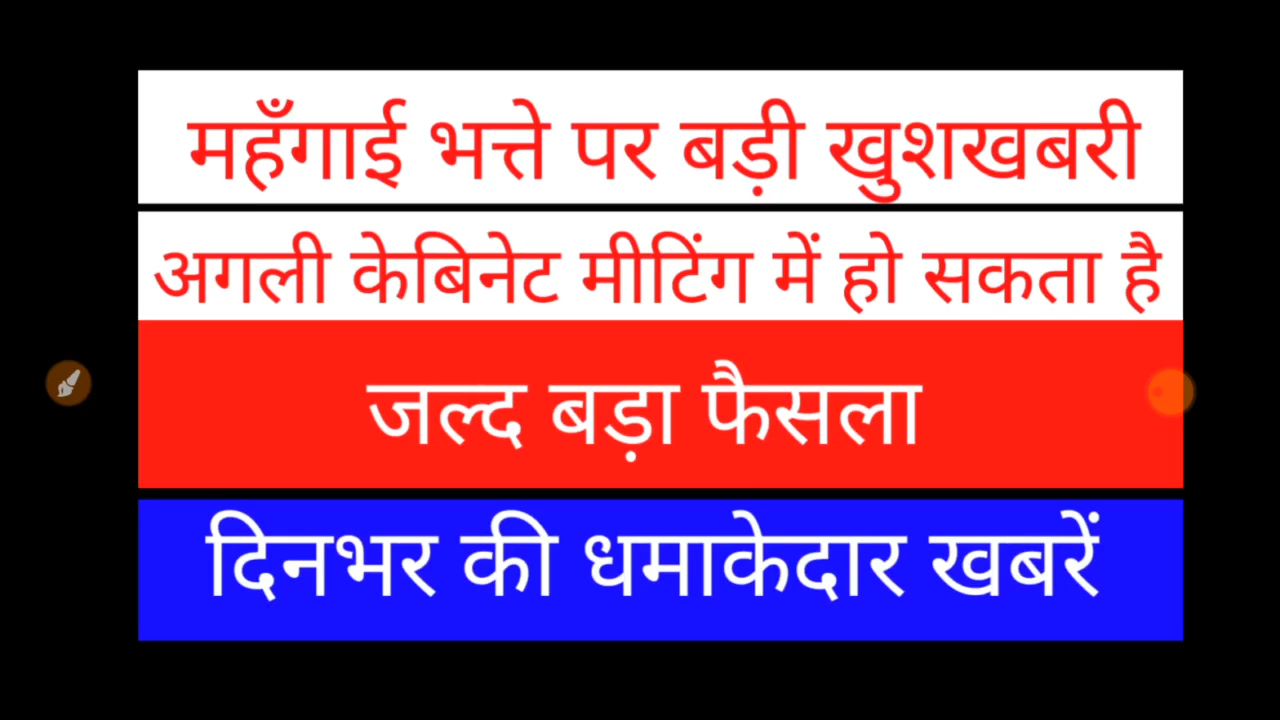 महँगाई भत्ते पर बड़ी खुशखबरी
अगली केबिनेट मीटिंग में हो सकता है
जल्द बड़ा फैसला
दिनभर की धमाकेदार खबरें